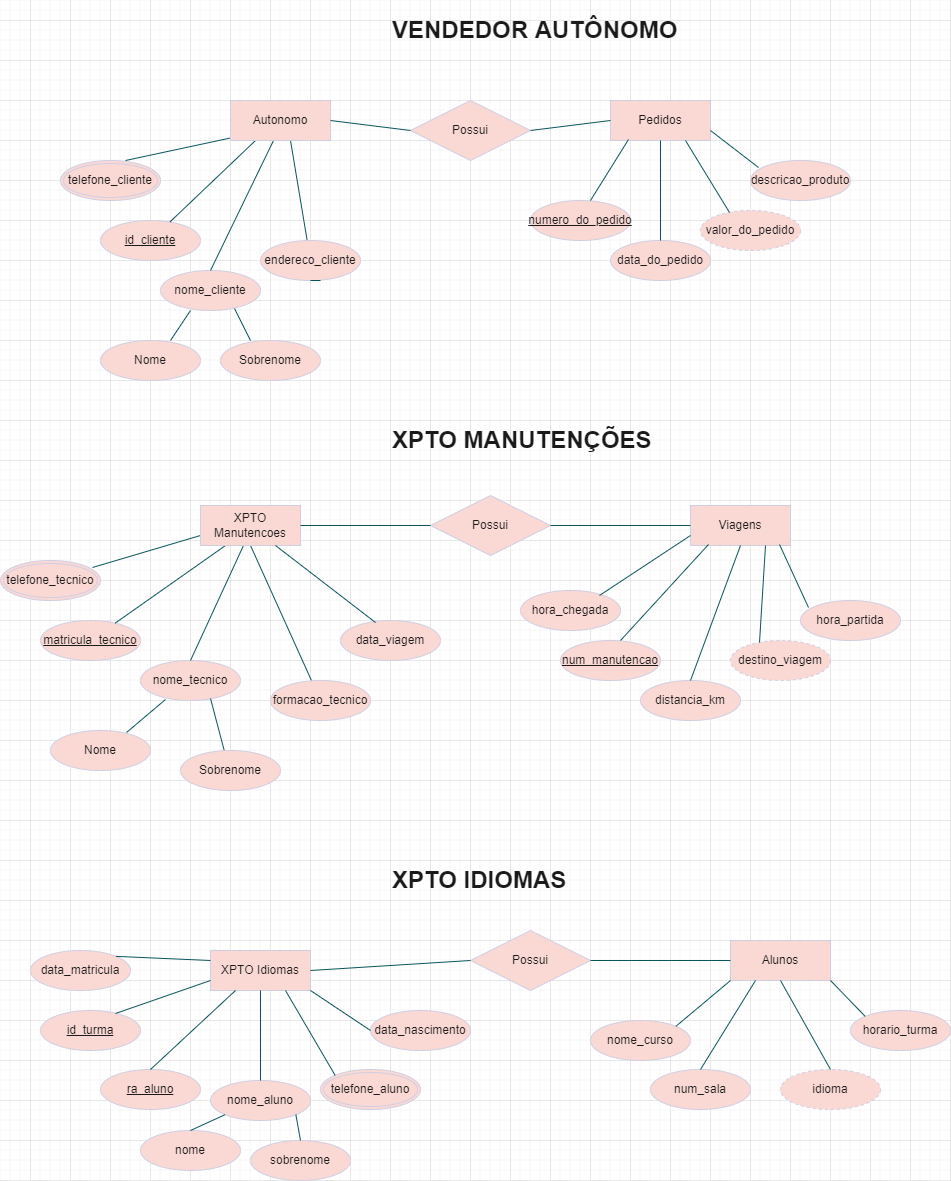 VENDEDOR AUTÔNOMO
Autonomo
Possui
Pedidos
telefone_cliente
descricao_produto
id_cliente
numero_do_pedido
valor_do_pedido
endereco_cliente
data_do_pedido
nome_cliente
Nome
Sobrenome
XPTO MANUTENÇÕES
XPTO
Manutencoes
Possui
Viagens
telefone_tecnico
hora_chegada
hora_partida
matricula_tecnico
data_viagem
num_manutencao
destino_viagem
nome_tecnico
formacao_tecnico
distancia_km
Nome
Sobrenome
XPTO IDIOMAS
data_matricula
XPTO Idiomas
Possui
Alunos
id_turma
data_nascimento
nome_curso
horario_turma
ra_aluno
nome_aluno
telefone_aluno
num_sala
idioma
nome
sobrenome